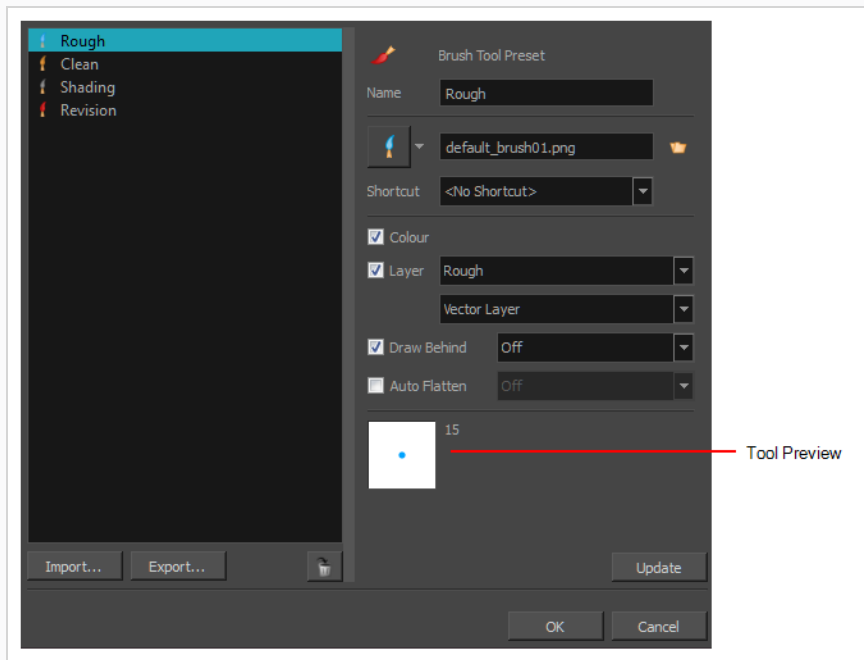 Rough
Clean
Shading
Revision
Import...
Export...
Brush Tool Preset
Name
Rough
default_brush01.png
Shortcut
<No Shortcut>
Colour
Layer
Rough
Vector Layer
Draw Behind
Off
Auto Flatten
Off
15
Tool Preview
Update
OK
Cancel